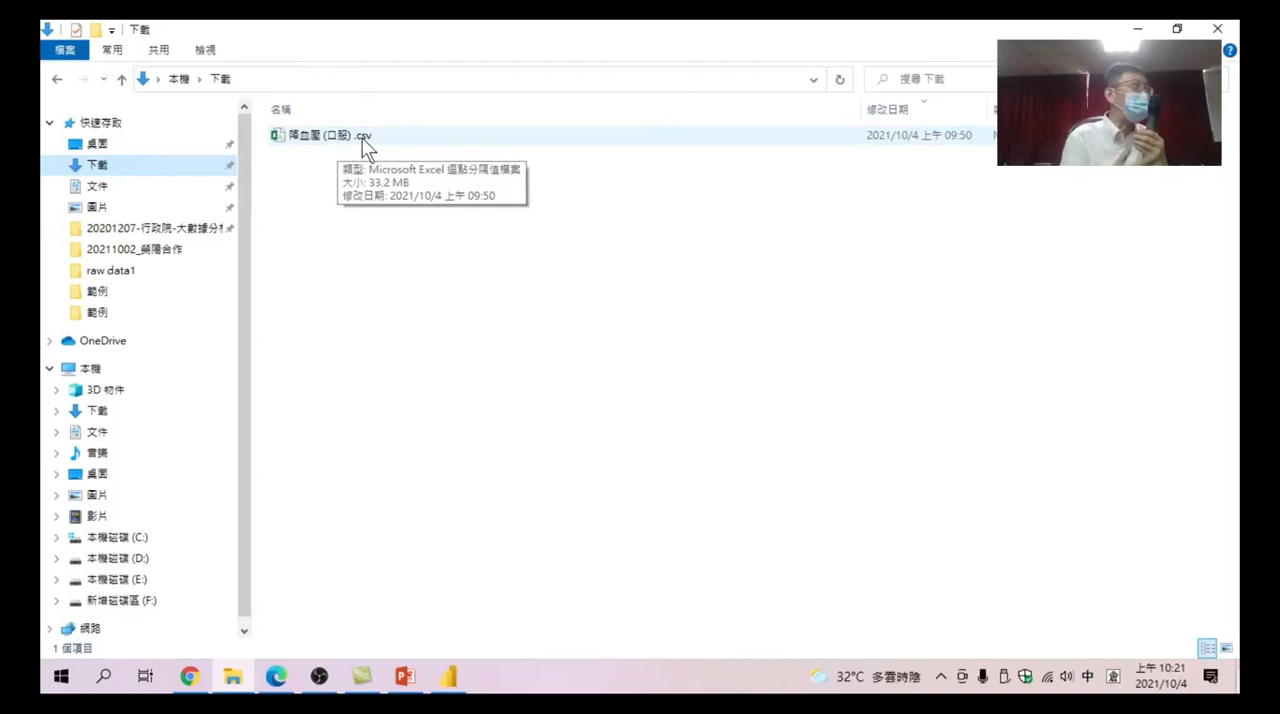 下載
檔案 常用 共用 檢視
本機 › 下載
搜尋 下載
名稱
修改日期
快速存取
桌面
下載
文件
圖片
20201207-行政院-大數據分
20211002_榮陽合作
raw data1
範例
範例
OneDrive
本機
3D 物件
下載
文件
音樂
桌面
圖片
影片
本機磁碟 (C:)
本機磁碟 (D:)
本機磁碟 (E:)
新增磁碟區 (F:)
網路
降血壓 (口服) .csv
2021/10/4 上午 09:50
類型: Microsoft Excel 逗點分隔值檔案
大小: 33.2 MB
修改日期: 2021/10/4 上午 09:50
1 個項目
32°C 多雲時陰
中
倉
上午 10:21
2021/10/4